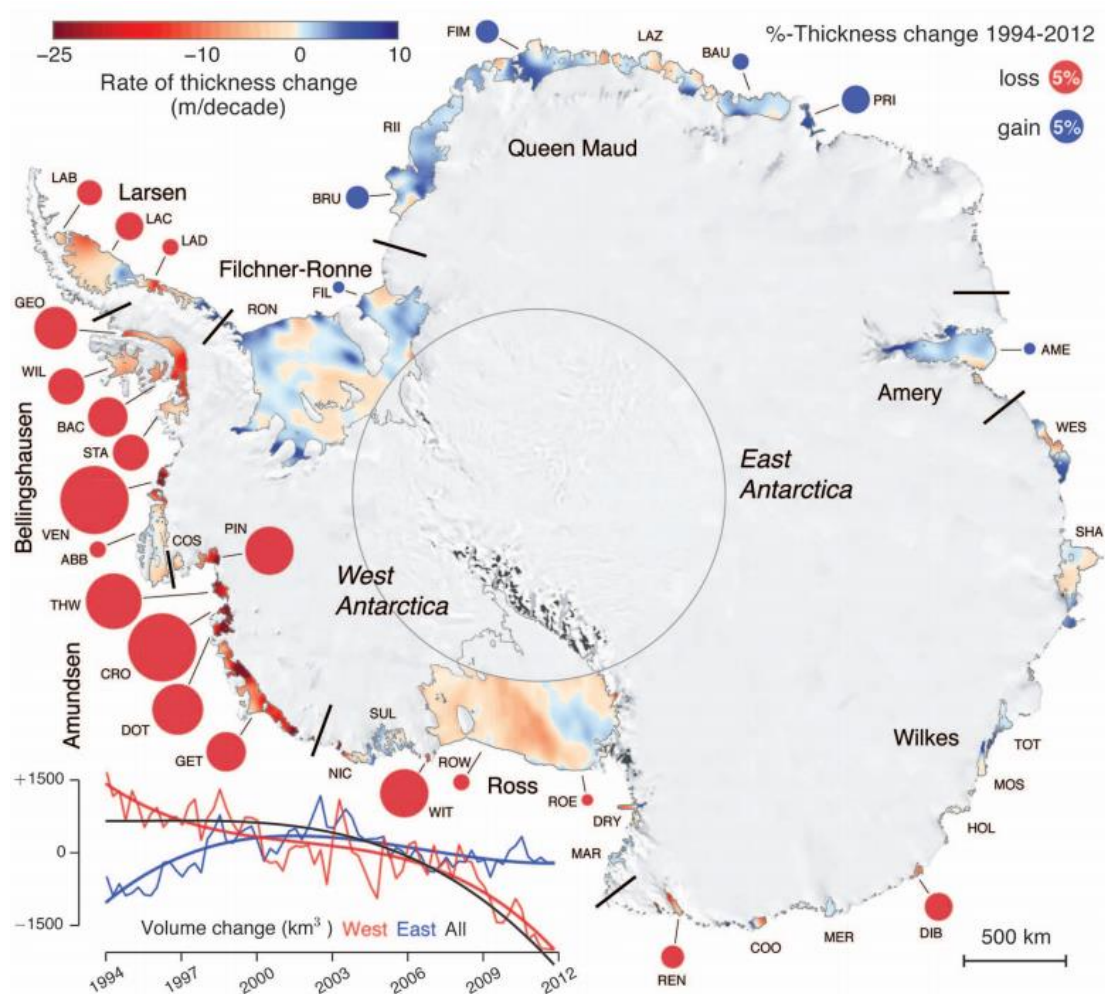 −25
−10
0
10
Rate of thickness change
(m/decade)
%-Thickness change 1994-2012
loss 5%
gain 5%
FIM
LAZ
BAU
PRI
RII
Queen Maud
BRU
LAB
Larsen
LAC
LAD
Filchner-Ronne
FIL
RON
GEO
WIL
BAC
STA
VEN
ABB
COS
PIN
THW
CRO
DOT
GET
Bellingshausen
Amundsen
AME
Amery
WES
East
Antarctica
West
Antarctica
SHA
Wilkes
TOT
MOS
HOL
DIB
MER
COO
REN
MAR
DRY
ROE
Ross
ROW
WIT
SUL
NIC
500 km
+1500
0
−1500
Volume change (km³ ) West East All
1994
1997
2000
2003
2006
2009
2012